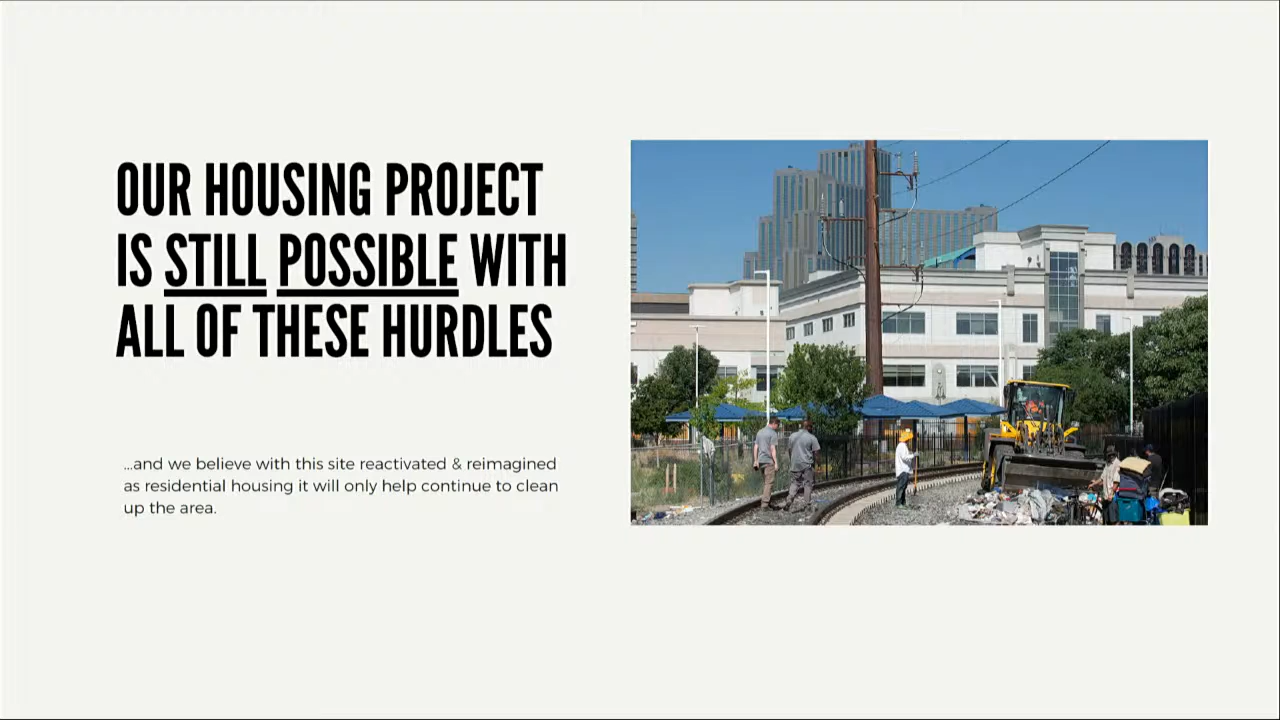 OUR HOUSING PROJECT
IS STILL POSSIBLE WITH
ALL OF THESE HURDLES
...and we believe with this site reactivated & reimagined
as residential housing it will only help continue to clean
up the area.